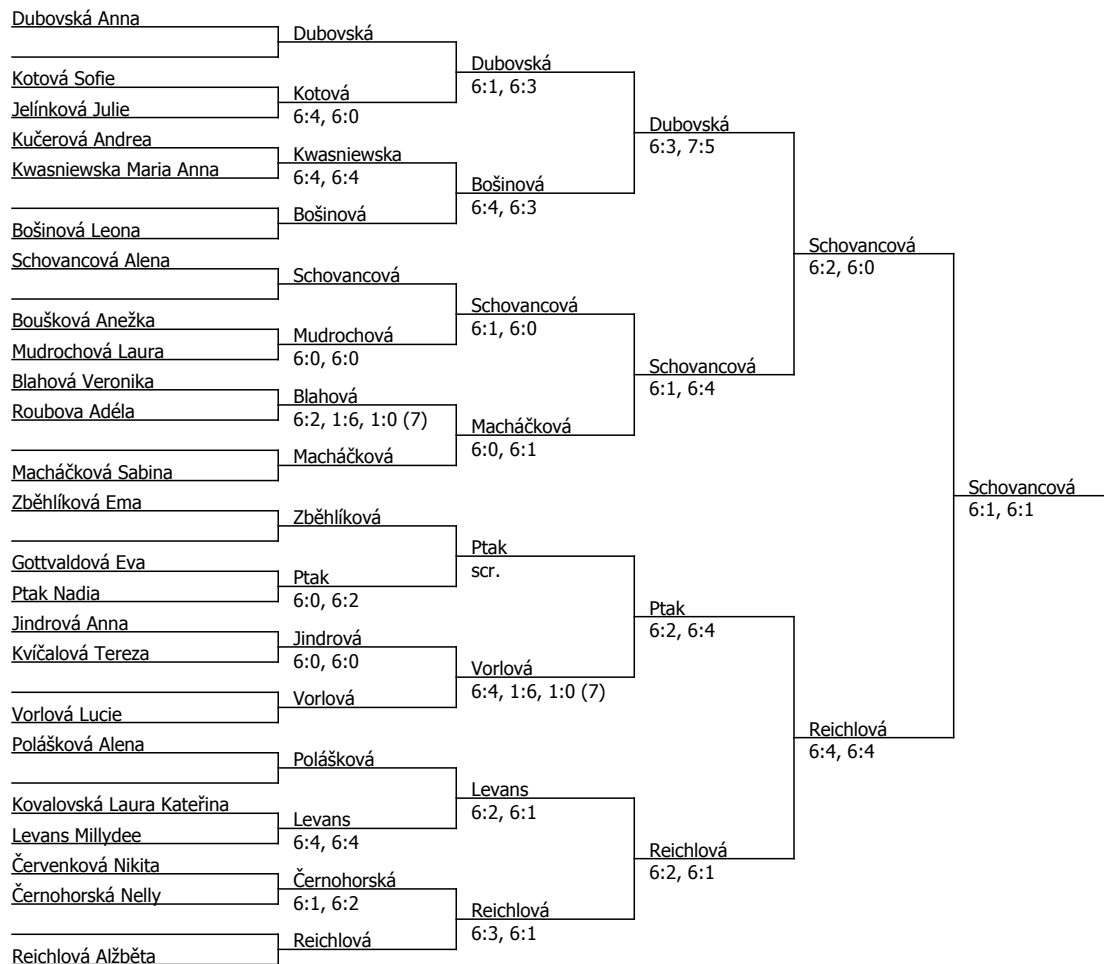 Dubovská Anna
Kotová Sofie
Jelínková Julie
Kučerová Andrea
Kwasniewska Maria Anna
Bošinová Leona
Schovancová Alena
Boušková Anežka
Mudrochová Laura
Blahová Veronika
Roubova Adéla
Macháčková Sabina
Zběhlíková Ema
Gottvaldová Eva
Ptak Nadia
Jindrová Anna
Kvíčalová Tereza
Vorlová Lucie
Polášková Alena
Kovalovská Laura Kateřina
Levans Millydee
Červenková Nikita
Černohorská Nelly
Reichlová Alžběta
Dubovská
Kotová
6:4, 6:0
Kwasniewska
6:4, 6:4
Bošinová
Schovancová
Mudrochová
6:0, 6:0
Blahová
6:2, 1:6, 1:0 (7)
Macháčková
Zběhlíková
Ptak
6:0, 6:2
Jindrová
6:0, 6:0
Vorlová
Polášková
Levans
6:4, 6:4
Černohorská
6:1, 6:2
Reichlová
Dubovská
6:1, 6:3
Bošinová
6:4, 6:3
Schovancová
6:1, 6:0
Macháčková
6:0, 6:1
Ptak
scr.
Vorlová
6:4, 1:6, 1:0 (7)
Levans
6:2, 6:1
Reichlová
6:3, 6:1
Dubovská
6:3, 7:5
Schovancová
6:1, 6:4
Ptak
6:2, 6:4
Reichlová
6:2, 6:1
Schovancová
6:2, 6:0
Reichlová
6:4, 6:4
Schovancová
6:1, 6:1